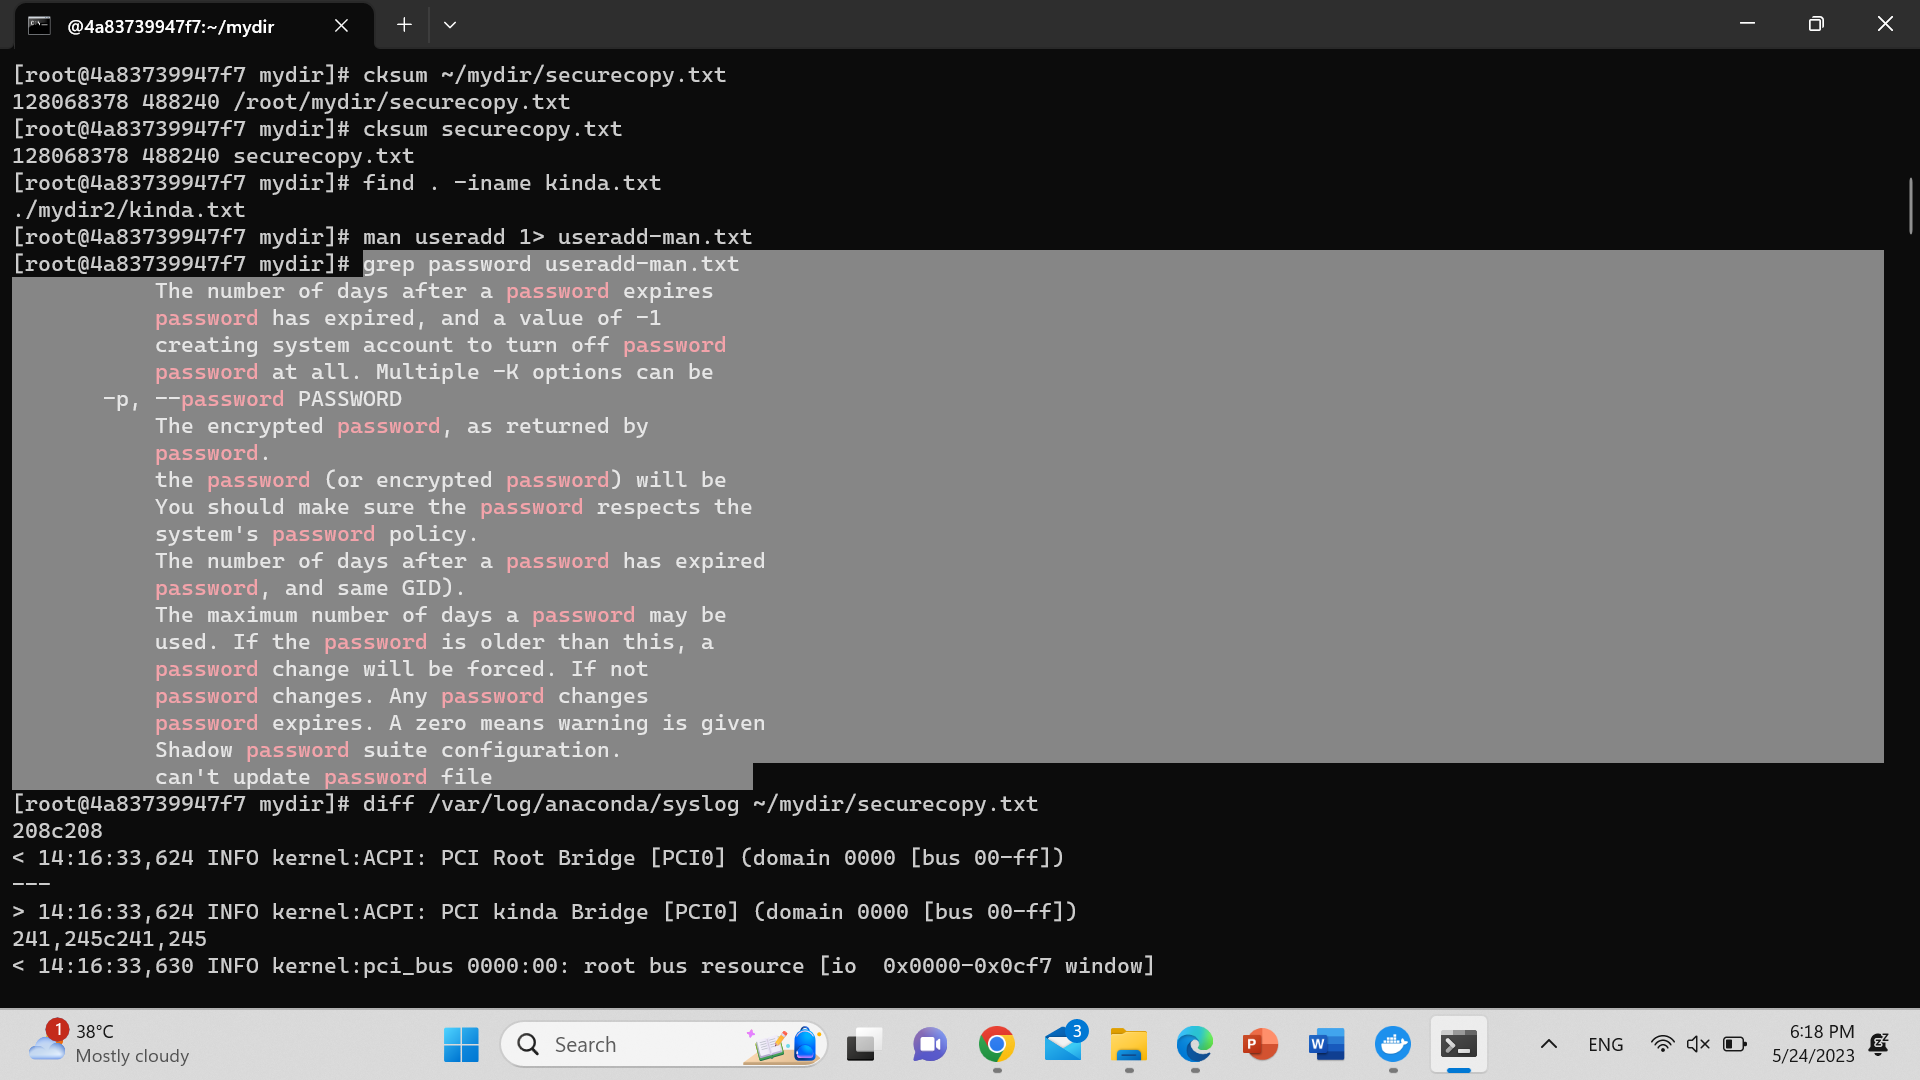 @4a83739947f7:~/mydir
[root@4a83739947f7 mydir]# cksum ~/mydir/securecopy.txt
128068378 488240 /root/mydir/securecopy.txt
[root@4a83739947f7 mydir]# cksum securecopy.txt
128068378 488240 securecopy.txt
[root@4a83739947f7 mydir]# find . -iname kinda.txt
./mydir2/kinda.txt
[root@4a83739947f7 mydir]# man useradd 1> useradd-man.txt
[root@4a83739947f7 mydir]# grep password useradd-man.txt
The number of days after a password expires
password has expired, and a value of -1
creating system account to turn off password
password at all. Multiple -K options can be
-p, --password PASSWORD
The encrypted password, as returned by
password.
the password (or encrypted password) will be
You should make sure the password respects the
system's password policy.
The number of days after a password has expired
password, and same GID).
The maximum number of days a password may be
used. If the password is older than this, a
password change will be forced. If not
password changes. Any password changes
password expires. A zero means warning is given
Shadow password suite configuration.
can't update password file
[root@4a83739947f7 mydir]# diff /var/log/anaconda/syslog ~/mydir/securecopy.txt
208c208
< 14:16:33,624 INFO kernel:ACPI: PCI Root Bridge [PCI0] (domain 0000 [bus 00-ff])
---
> 14:16:33,624 INFO kernel:ACPI: PCI kinda Bridge [PCI0] (domain 0000 [bus 00-ff])
241,245c241,245
< 14:16:33,630 INFO kernel:pci_bus 0000:00: root bus resource [io  0x0000-0x0cf7 window]
1
38°C
Mostly cloudy
Search
3
P
W
ENG
6:18 PM
5/24/2023